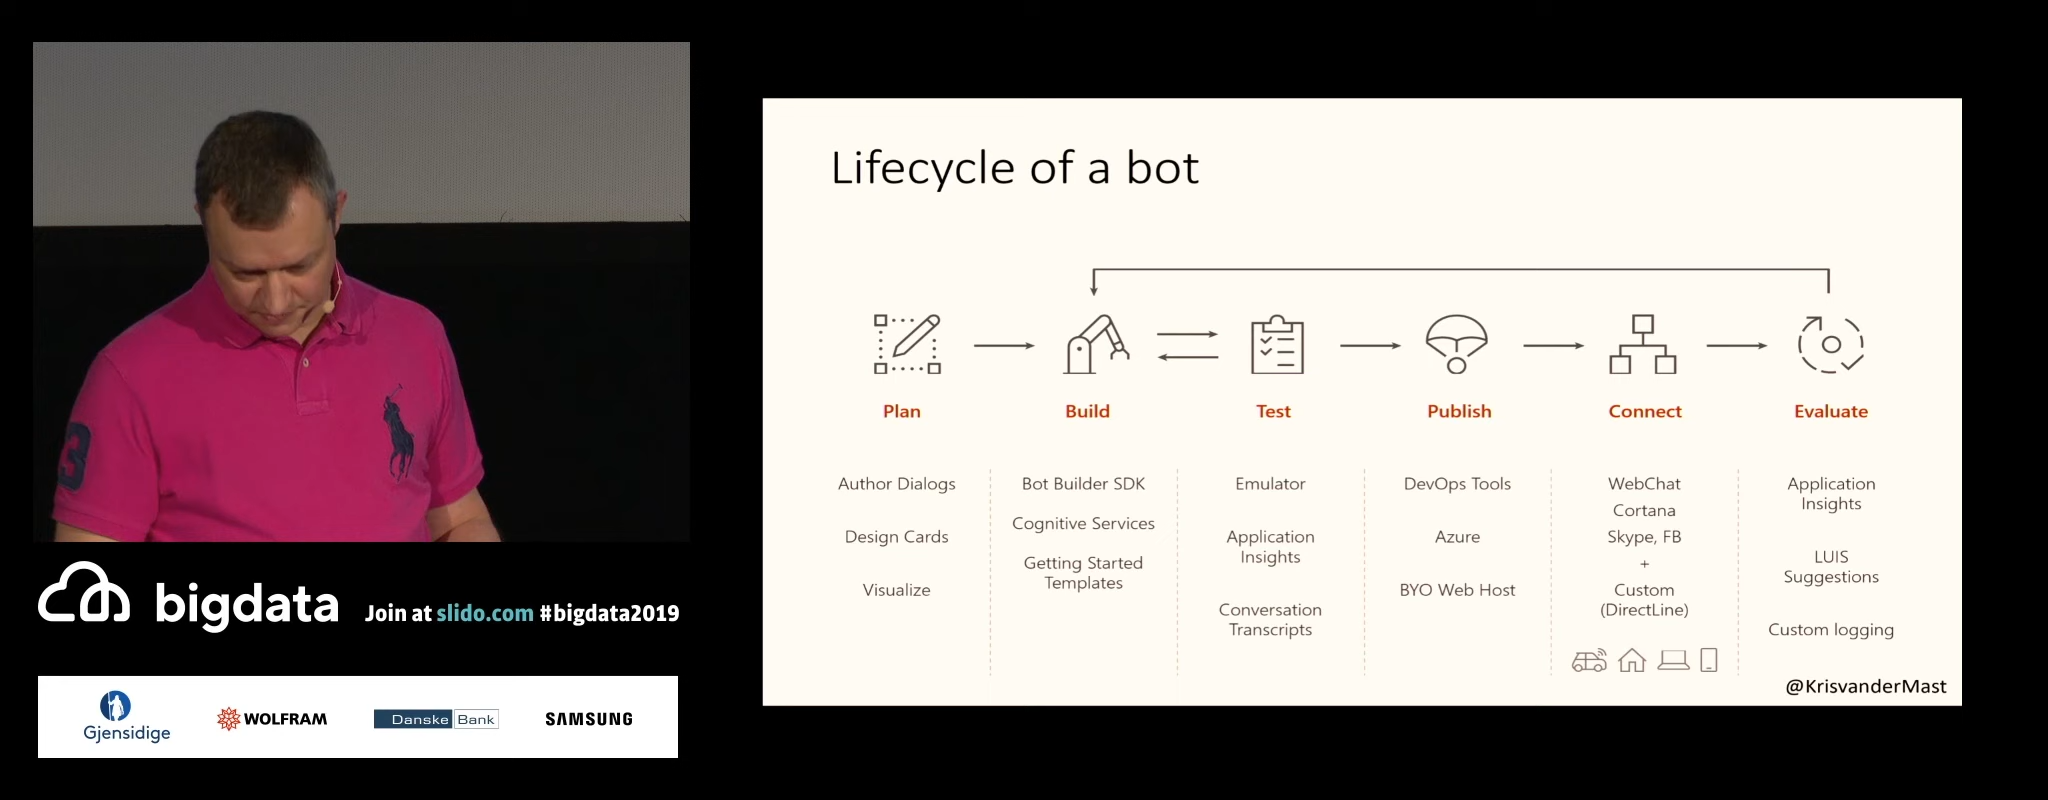 3
bigdata
Join at slido.com #bigdata2019
Gjensidige
WOLFRAM
Danske Bank
SAMSUNG
Lifecycle of a bot
Plan
Build
Test
Publish
Connect
Evaluate
Author Dialogs
Design Cards
Visualize
Bot Builder SDK
Cognitive Services
Getting Started
Templates
Emulator
Application
Insights
Conversation
Transcripts
DevOps Tools
Azure
BYO Web Host
WebChat
Cortana
Skype, FB
+
Custom
(DirectLine)
Application
Insights
LUIS
Suggestions
Custom logging
@KrisvanderMast